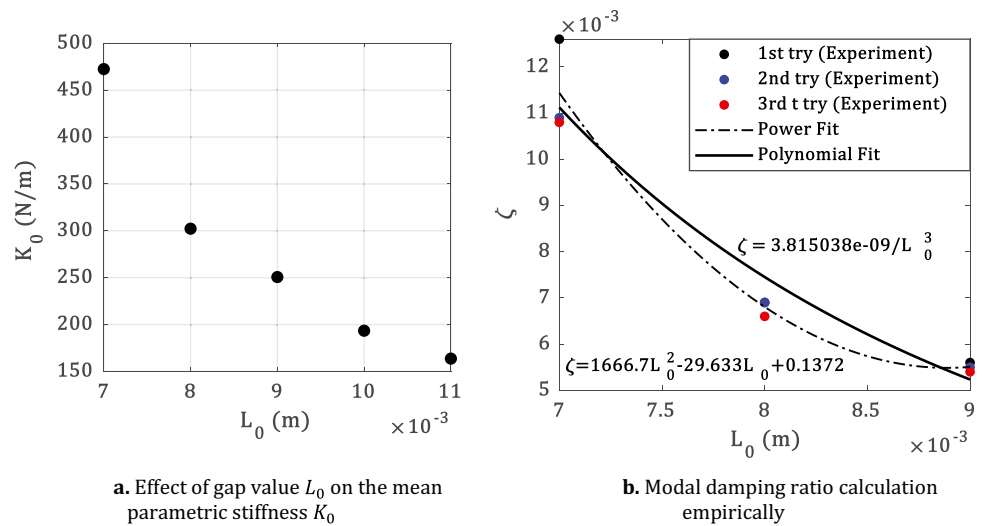 500
450
400
350
300
250
200
150
7
8
9
10
11
K0 (N/m)
L0 (m)
×10-3
a. Effect of gap value L0 on the mean
parametric stiffness K0
×10-3
12
11
10
9
8
7
6
5
7
7.5
8
8.5
9
ζ
L0 (m)
×10-3
1st try (Experiment)
2nd try (Experiment)
3rd t try (Experiment)
Power Fit
Polynomial Fit
ζ = 3.815038e-09/L 0 3
ζ=1666.7L 0 2-29.633L 0+0.1372
b. Modal damping ratio calculation
empirically